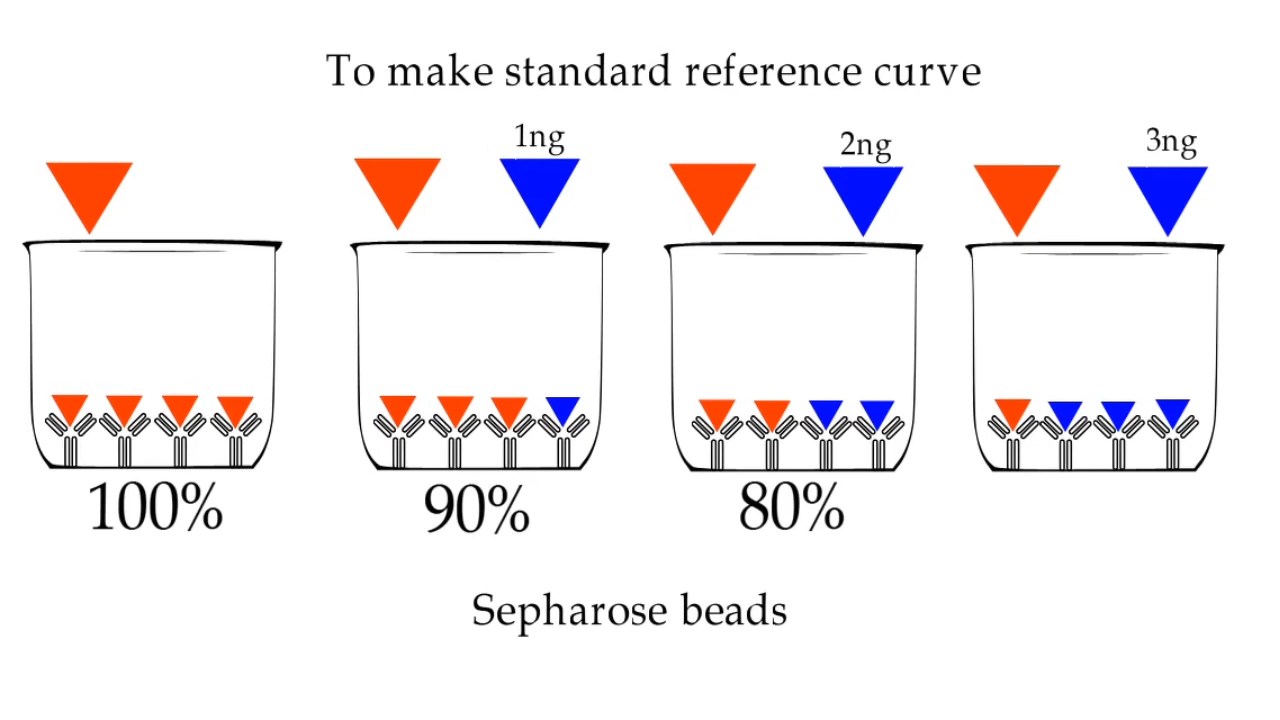 To make standard reference curve
1ng
2ng
3ng
100%
90%
80%
Sepharose beads